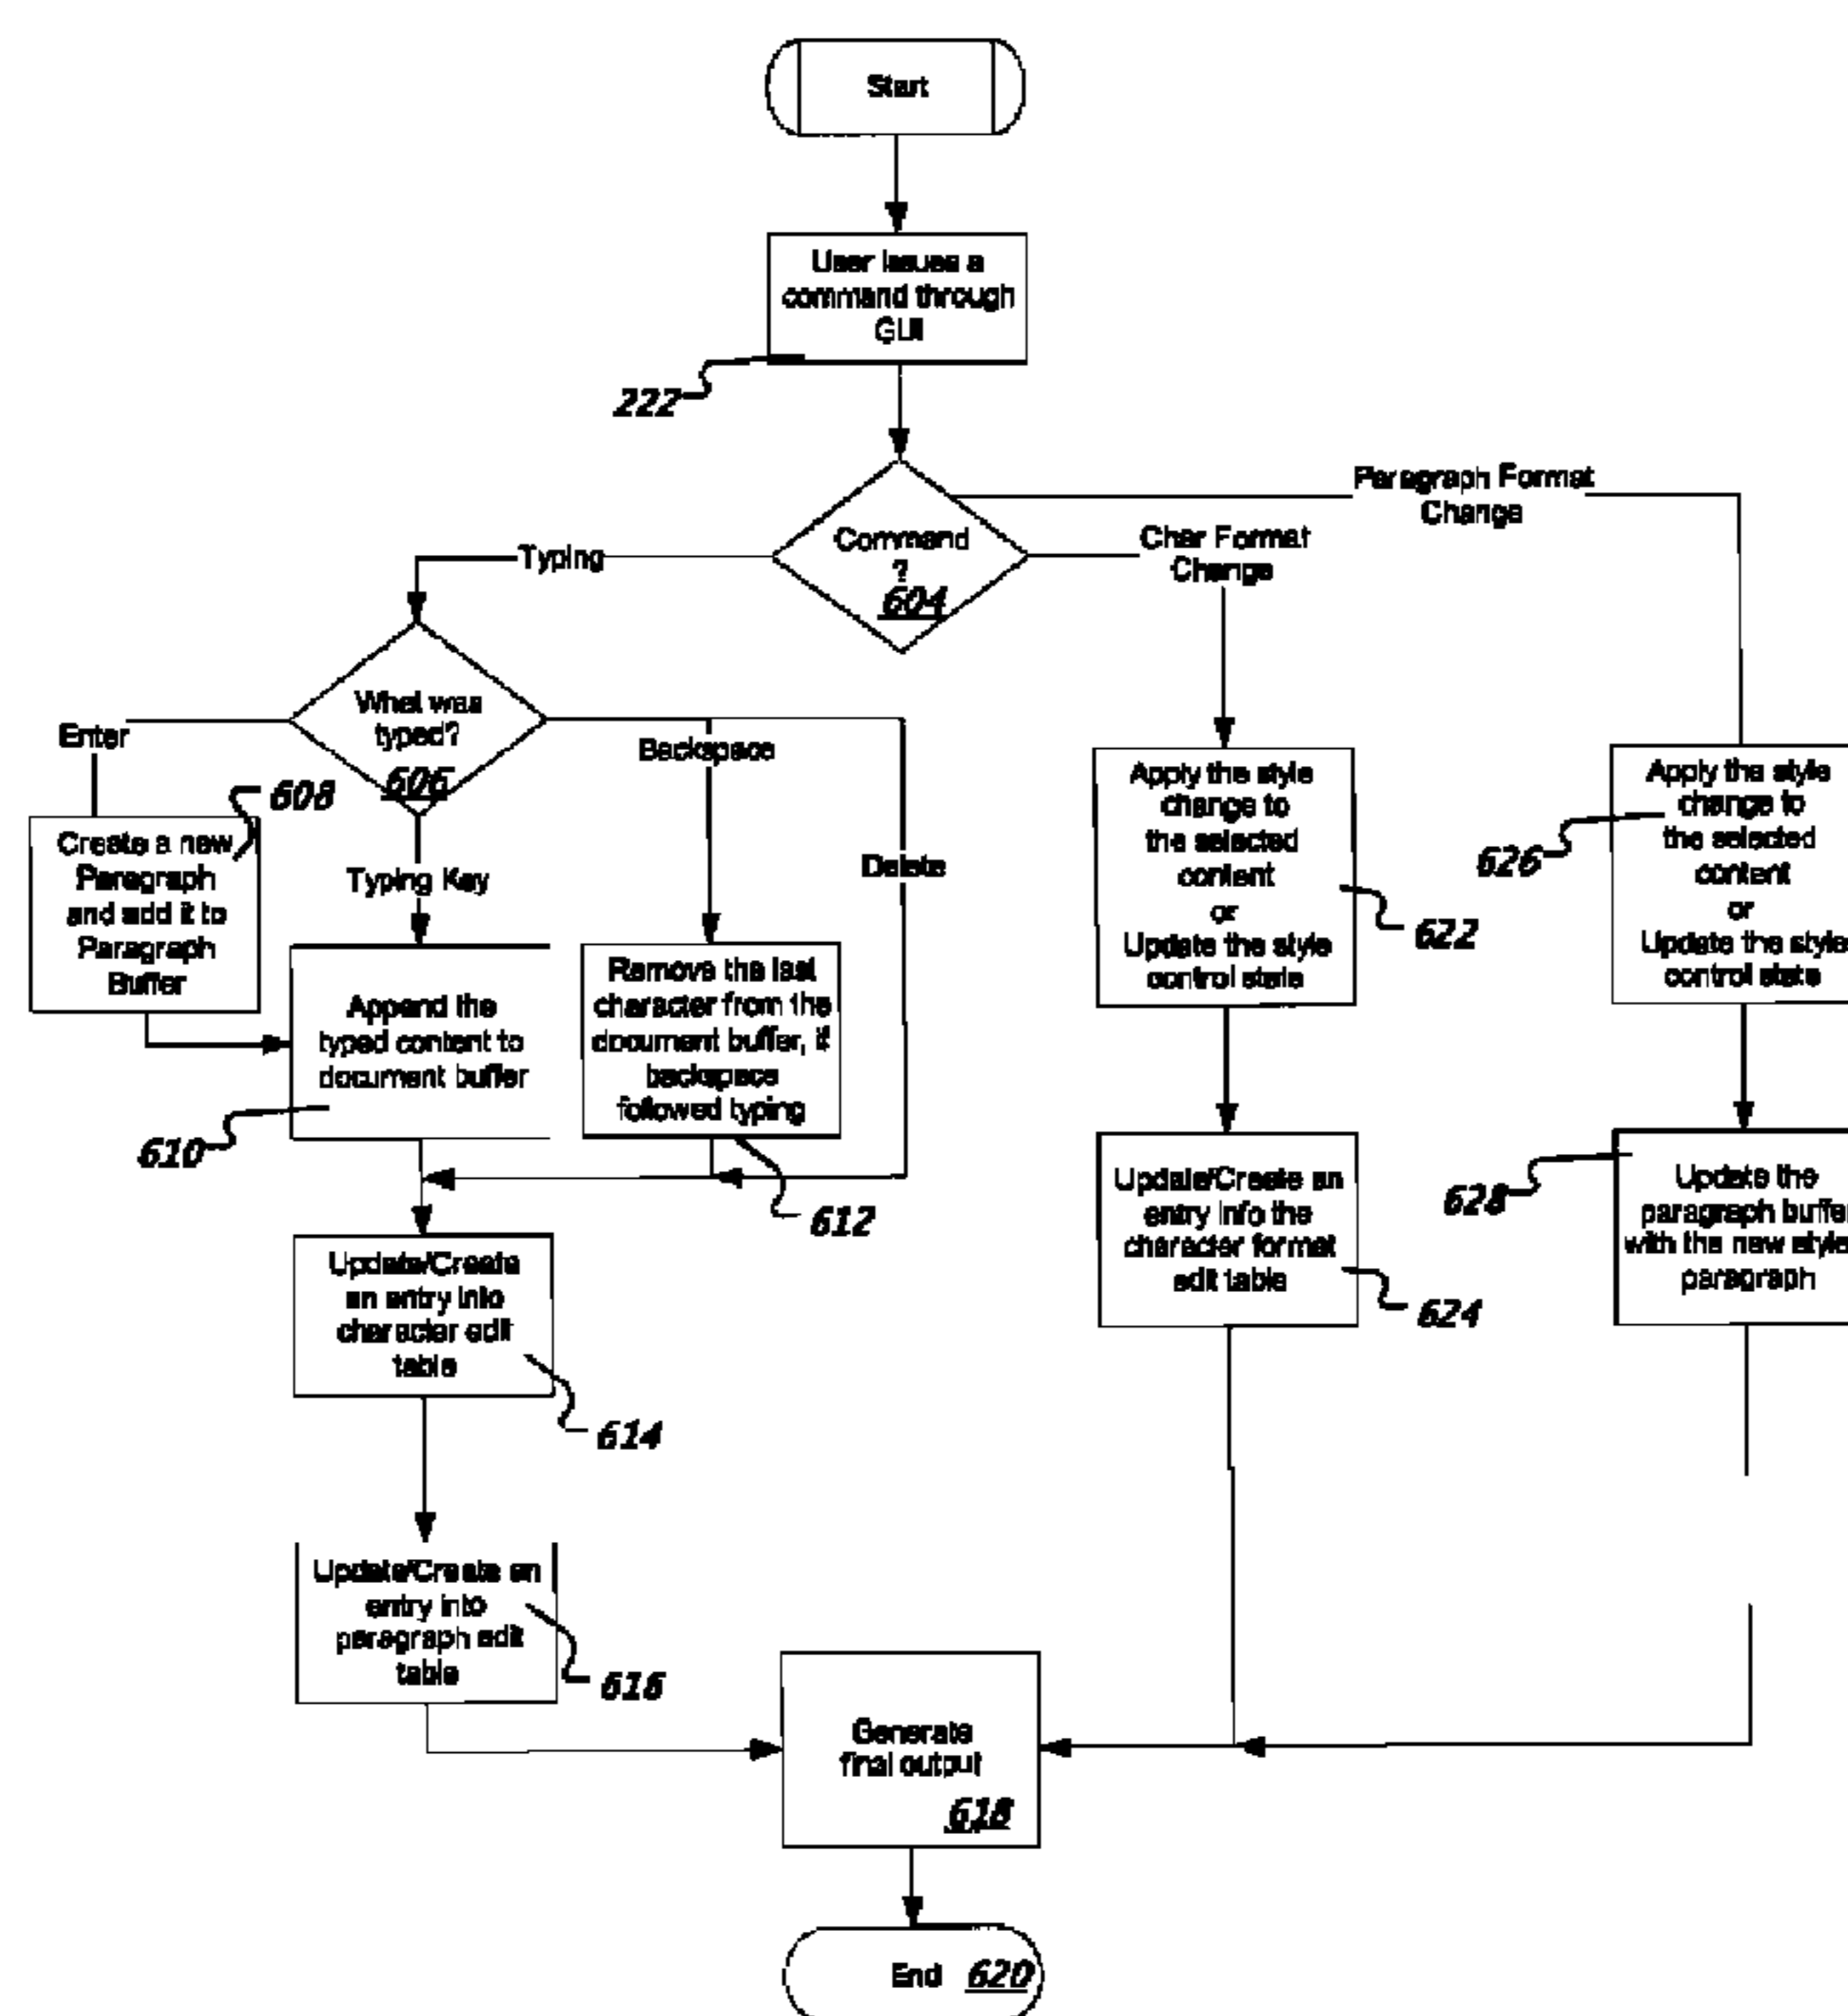 Start
User issues a
command through
GUI
222
Command
?
604
Typing
Char Format
Change
Paragraph Format
Change
What was
typed?
606
Enter
Backspace
Delete
Typing Key
608
Create a new
Paragraph
and add it to
Paragraph
Buffer
Append the
typed content to
document buffer
610
Remove the last
character from the
document buffer, if
backspace
followed typing
612
Update/Create
an entry into
character edit
table
614
Update/Create an
entry into
paragraph edit
table
616
Apply the style
change to
the selected
content
or
Update the style
control state
622
Update/Create an
entry info the
character format
edit table
624
Apply the style
change to
the selected
content
or
Update the style
control state
626
Update the
paragraph buffe
with the new style
paragraph
628
Generate
final output
618
End 620